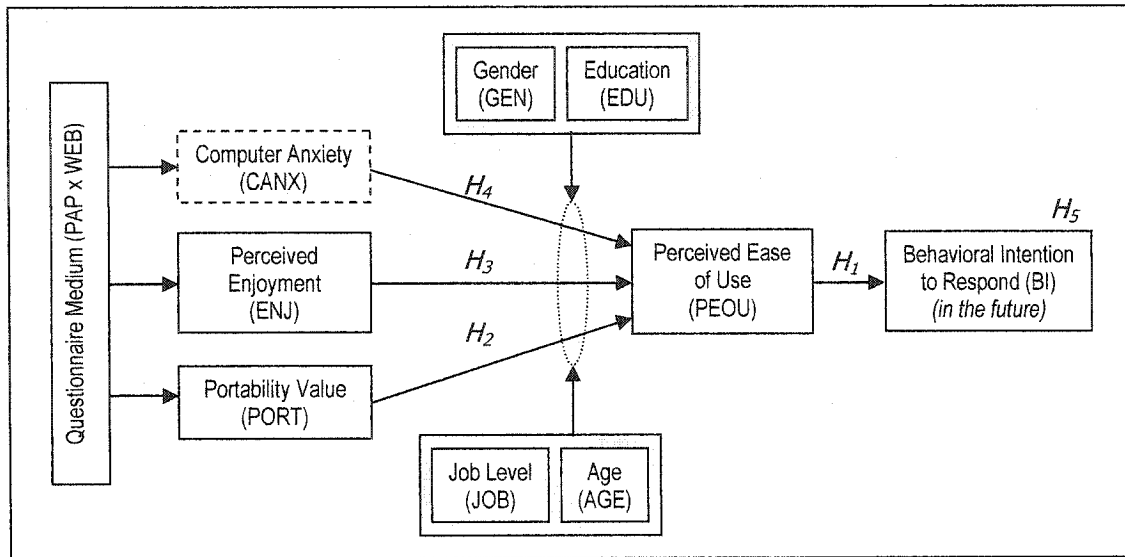 Gender
(GEN)
Education
(EDU)
Questionnaire Medium (PAP x WEB)
Computer Anxiety
(CANX)
H4
Perceived
Enjoyment
(ENJ)
H3
Portability Value
(PORT)
H2
Perceived Ease
of Use
(PEOU)
H1
H5
Behavioral Intention
to Respond (BI)
(in the future)
Job Level
(JOB)
Age
(AGE)